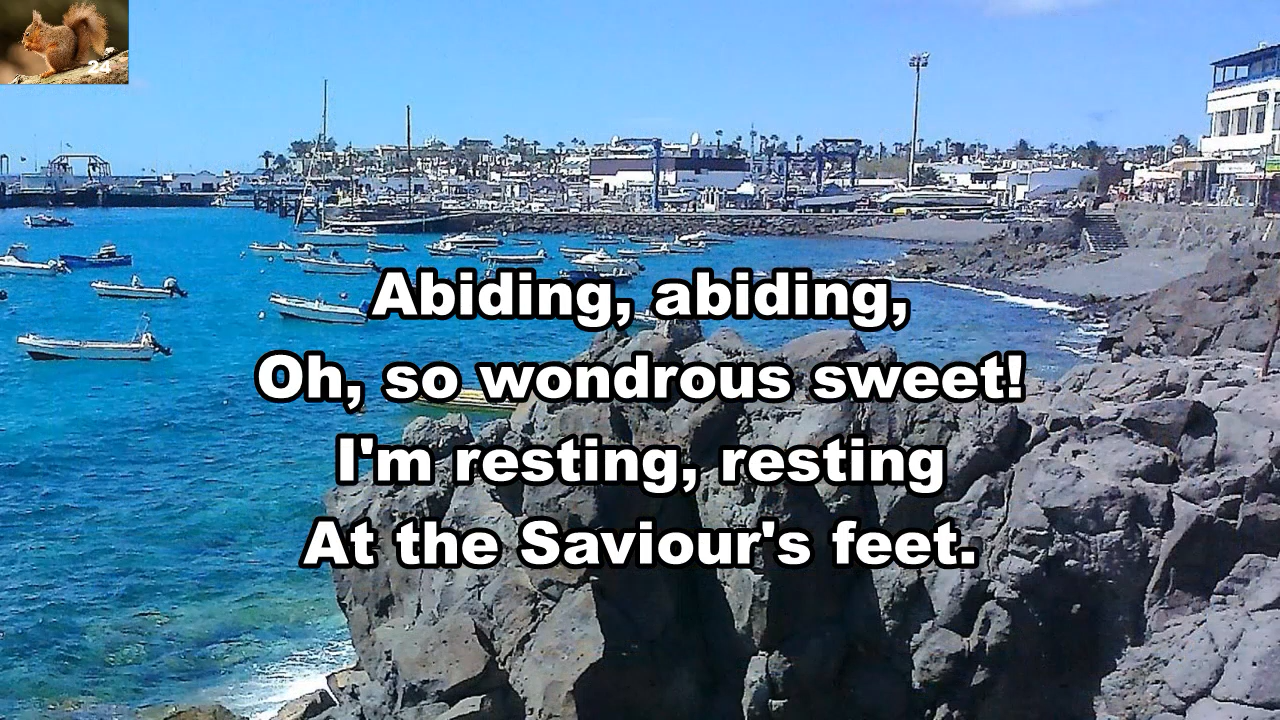 24
Abiding, abiding,
Oh, so wondrous sweet!
I'm resting, resting
At the Saviour's feet.